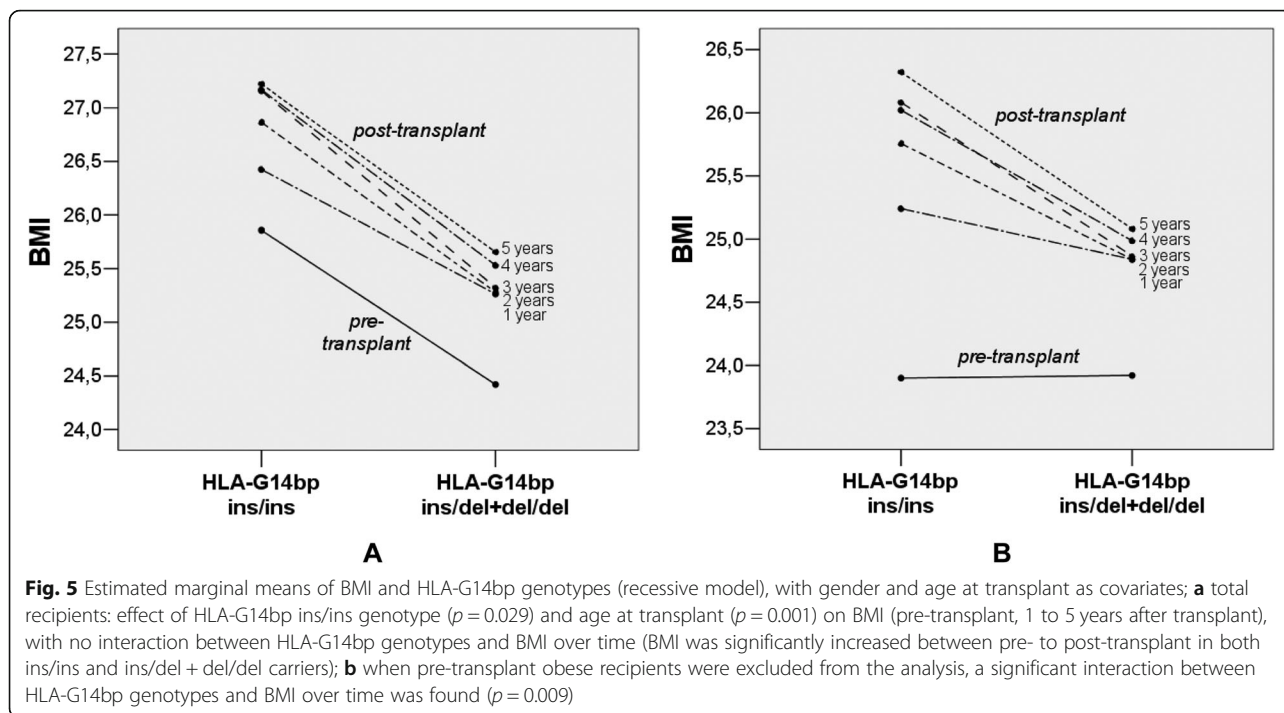 27,5
27,0
26,5
26,0
25,5
25,0
24,5
24,0
BMI
post-transplant
pre-
transplant
5 years
4 years
3 years
2 years
1 year
HLA-G14bp
ins/ins
HLA-G14bp
ins/del+del/del
A
26,5
26,0
25,5
25,0
24,5
24,0
23,5
BMI
post-transplant
5 years
4 years
3 years
2 years
1 year
pre-transplant
HLA-G14bp
ins/ins
HLA-G14bp
ins/del+del/del
B
Fig. 5 Estimated marginal means of BMI and HLA-G14bp genotypes (recessive model), with gender and age at transplant as covariates; a total
recipients: effect of HLA-G14bp ins/ins genotype (p = 0.029) and age at transplant (p = 0.001) on BMI (pre-transplant, 1 to 5 years after transplant),
with no interaction between HLA-G14bp genotypes and BMI over time (BMI was significantly increased between pre- to post-transplant in both
ins/ins and ins/del + del/del carriers); b when pre-transplant obese recipients were excluded from the analysis, a significant interaction between
HLA-G14bp genotypes and BMI over time was found (p = 0.009)